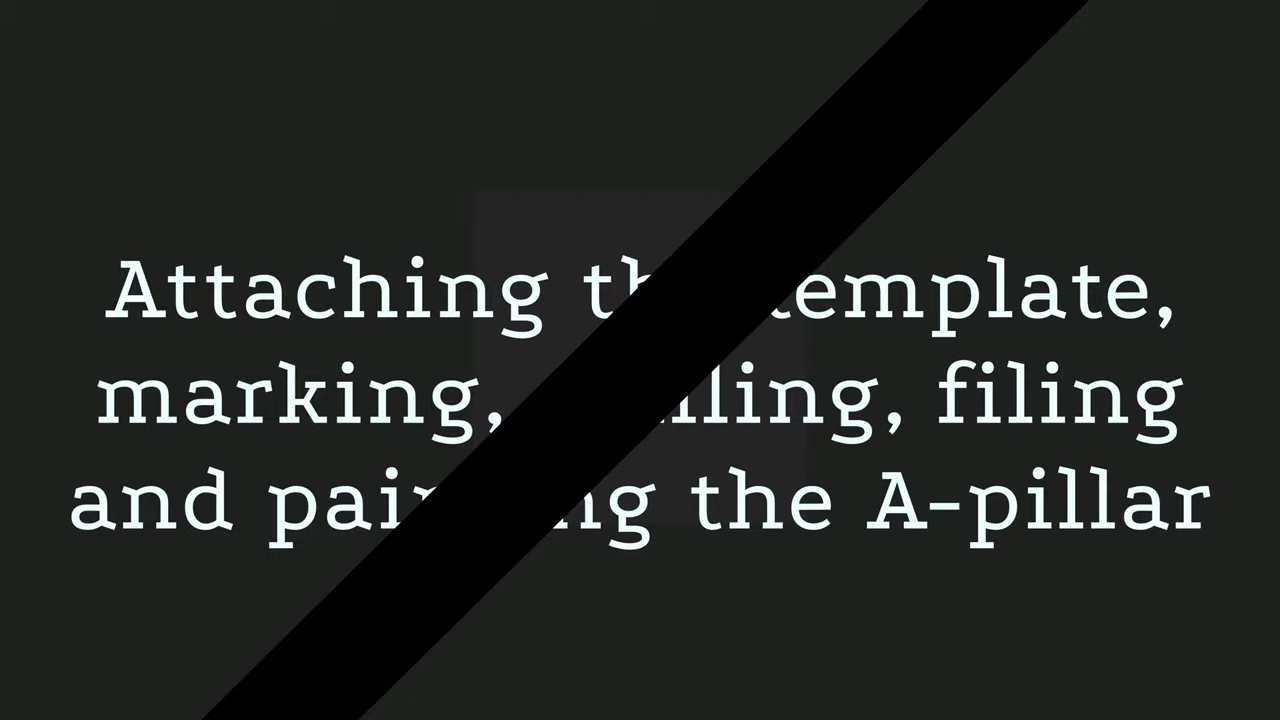 Attaching template,
marking, filing
and the A-pillar